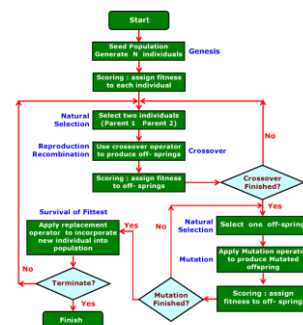 Start
Seed Population
Generate N individuals
Genesis
Scoring : assign fitness
to each individual
Natural
Selection
Select two individuals
(Parent 1 Parent 2)
No
Reproduction
Recombination
Use crossover operator
to produce off- springs
Crossover
Scoring : assign fitness
to off- springs
Crossover
Finished?
Yes
Survival of Fittest
No
Natural
Selection
Select one off-spring
Apply replacement
operator to incorporate
new individual into
population
Yes
Mutation
Apply Mutation operator
to produce Mutated
offspring
No
Terminate?
Mutation
Finished?
Scoring : assign
fitness to off- spring
Yes
Finish